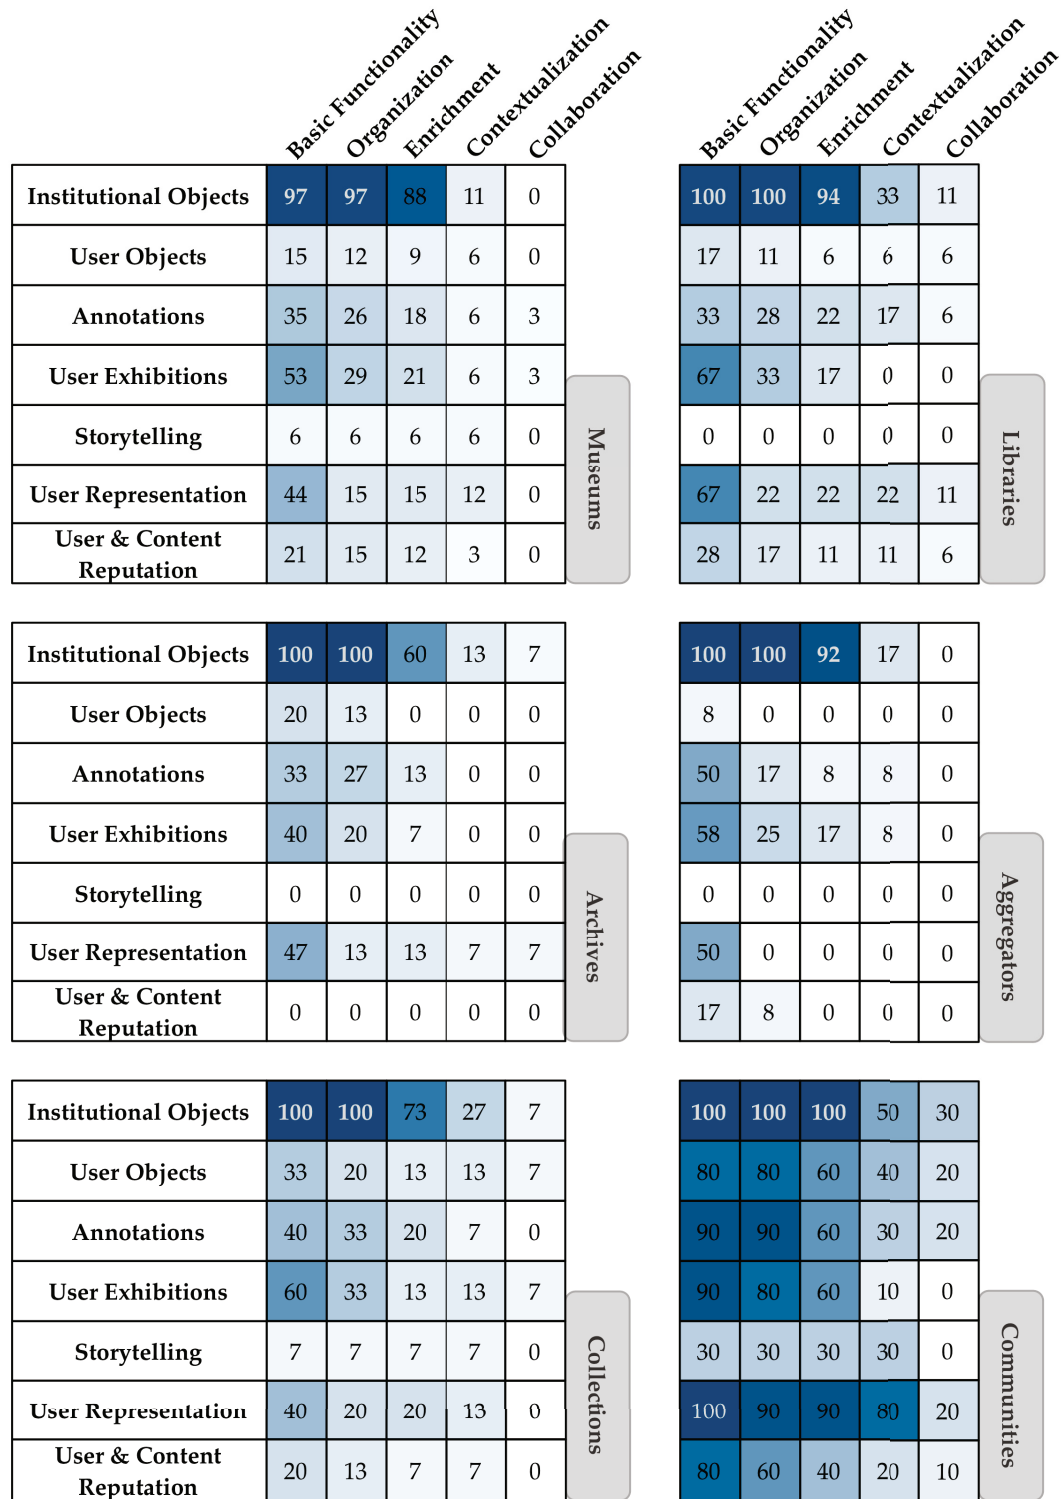 Basic Functionality Organization Enrichment Contextualization Collaboration
Basic Functionality Organization Enrichment Contextualization Collaboration
Institutional Objects 97 97 88 11 0
User Objects 15 12 9 6 0
Annotations 35 26 18 6 3
User Exhibitions 53 29 21 6 3
Storytelling 6 6 6 6 0
User Representation 44 15 15 12 0
User & Content
Reputation 21 15 12 3 0
Museums
100 100 94 33 11
17 11 6 6 6
33 28 22 17 6
67 33 17 0 0
0 0 0 0 0
67 22 22 22 11
28 17 11 11 6
Libraries
Institutional Objects 100 100 60 13 7
User Objects 20 13 0 0 0
Annotations 33 27 13 0 0
User Exhibitions 40 20 7 0 0
Storytelling 0 0 0 0 0
User Representation 47 13 13 7 7
User & Content
Reputation 0 0 0 0 0
Archives
100 100 92 17 0
8 0 0 0 0
50 17 8 8 0
58 25 17 8 0
0 0 0 0 0
50 0 0 0 0
17 8 0 0 0
Aggregators
Institutional Objects 100 100 73 27 7
User Objects 33 20 13 13 7
Annotations 40 33 20 7 0
User Exhibitions 60 33 13 13 7
Storytelling 7 7 7 7 0
User Representation 40 20 20 13 0
User & Content
Reputation 20 13 7 7 0
Collections
100 100 100 50 30
80 80 60 40 20
90 90 60 30 20
90 80 60 10 0
30 30 30 30 0
100 90 90 80 20
80 60 40 20 10
Communities